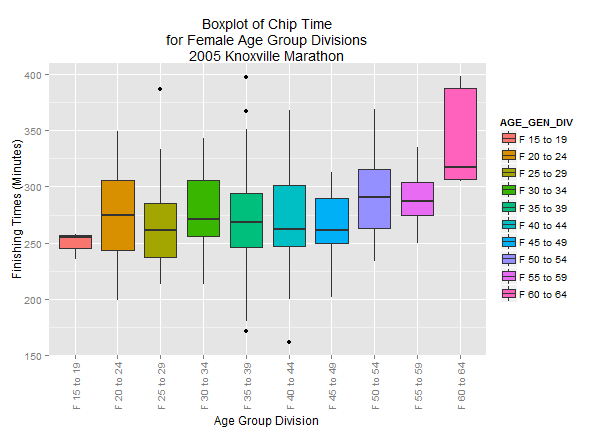 Boxplot of Chip Time
for Female Age Group Divisions
2005 Knoxville Marathon
Finishing Times (Minutes)
400
350
300
250
200
150
F 15 to 19
F 20 to 24
F 25 to 29
F 30 to 34
F 35 to 39
F 40 to 44
F 45 to 49
F 50 to 54
F 55 to 59
F 60 to 64
Age Group Division
AGE_GEN_DIV
F 15 to 19
F 20 to 24
F 25 to 29
F 30 to 34
F 35 to 39
F 40 to 44
F 45 to 49
F 50 to 54
F 55 to 59
F 60 to 64